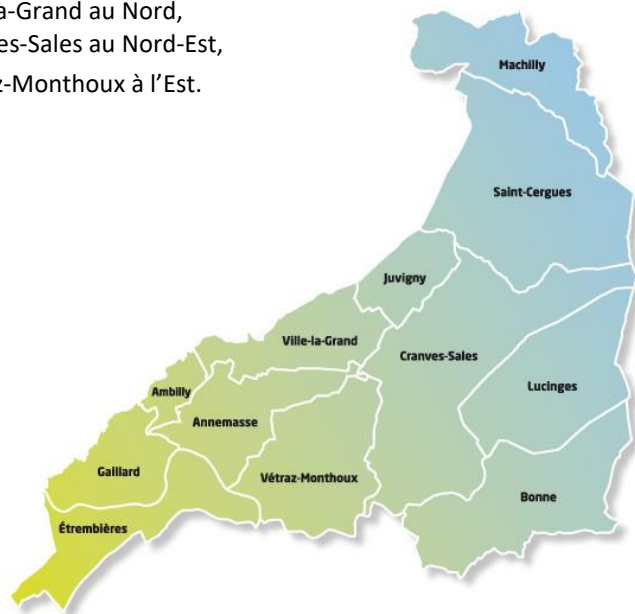 a-Grand au Nord,
es-Sales au Nord-Est,
z-Monthoux à l’Est.
Machilly
Saint-Cergues
Juvigny
Ville-la-Grand
Cranves-Sales
Ambilly
Lucinges
Annemasse
Gaillard
Vétraz-Monthoux
Bonne
Étrembières